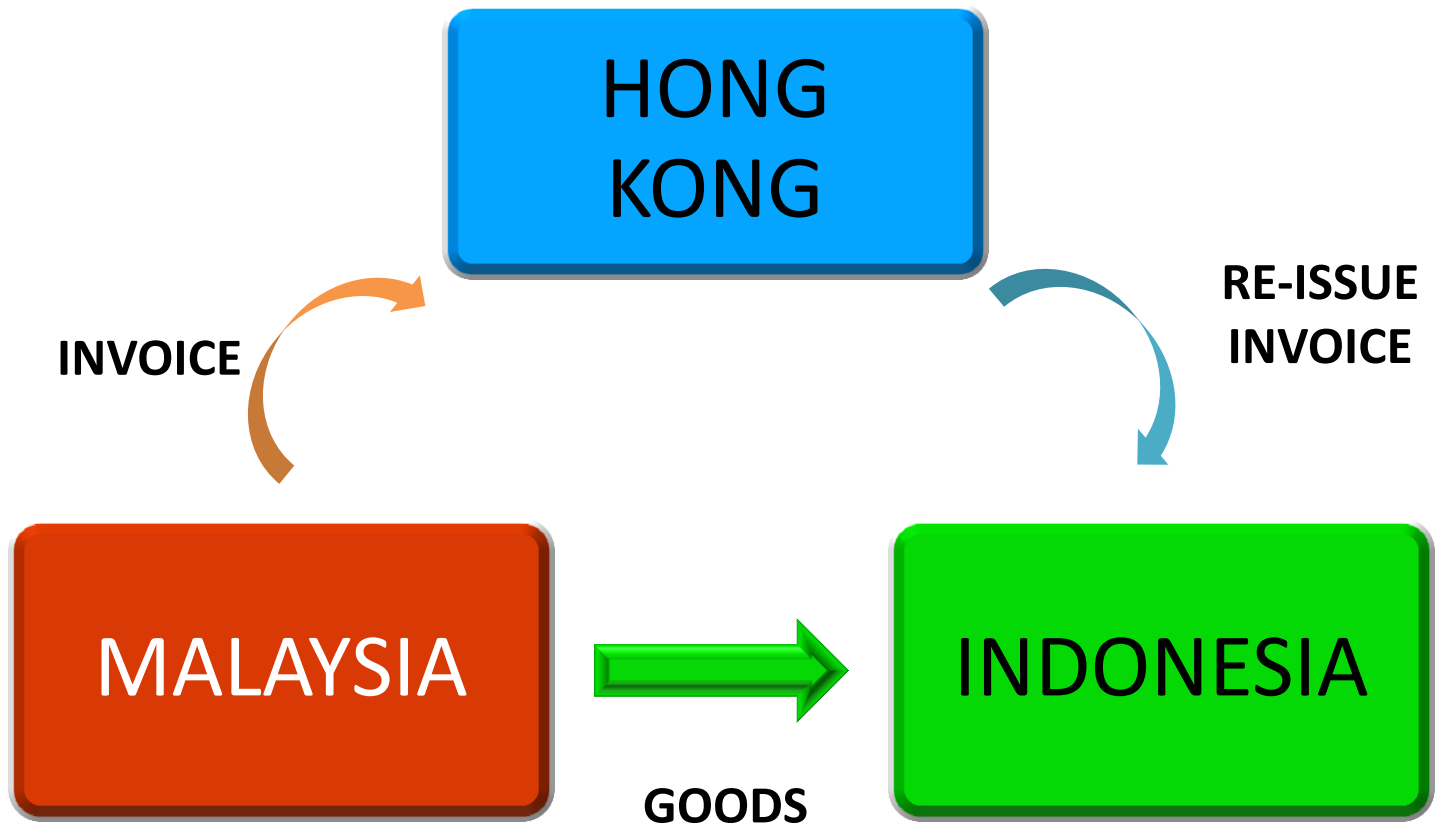 HONG
KONG
RE-ISSUE
INVOICE
INVOICE
MALAYSIA
INDONESIA
GOODS